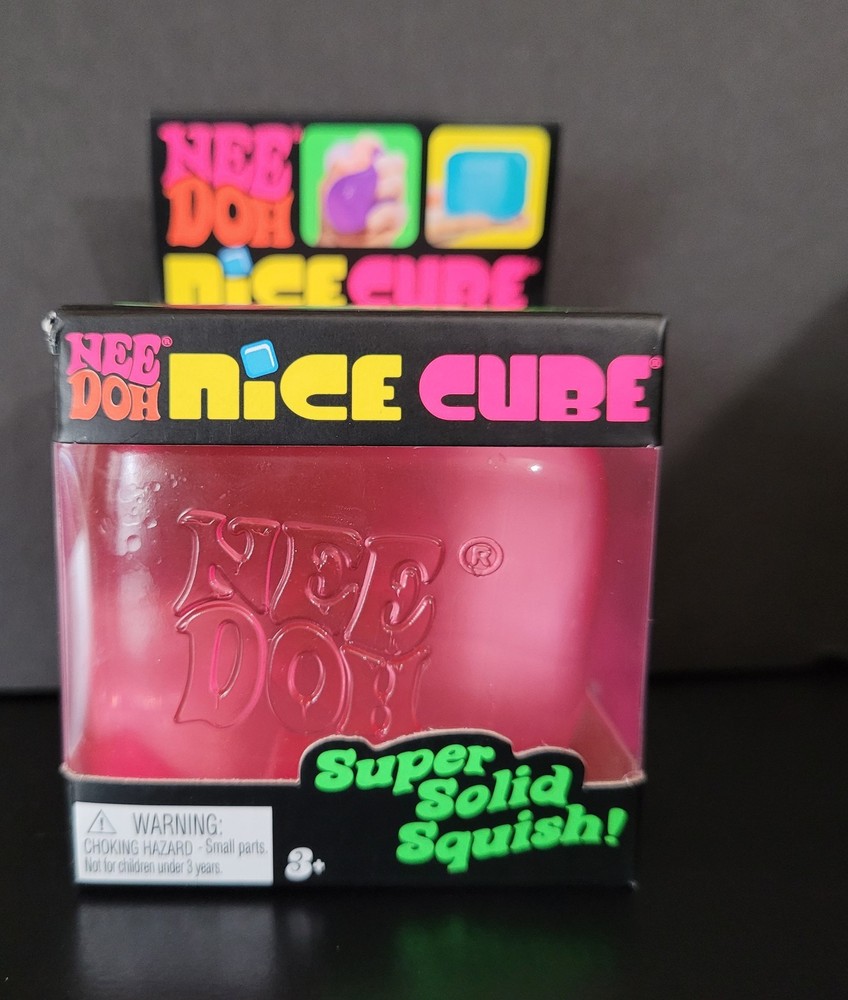 NEE
DOH
NICE CUBE
NEE®
DOH NICE CUBE®
NEE ®
DOH
Super
Solid
Squish!
WARNING:
CHOKING HAZARD - Small parts.
Not for children under 3 years.
3+